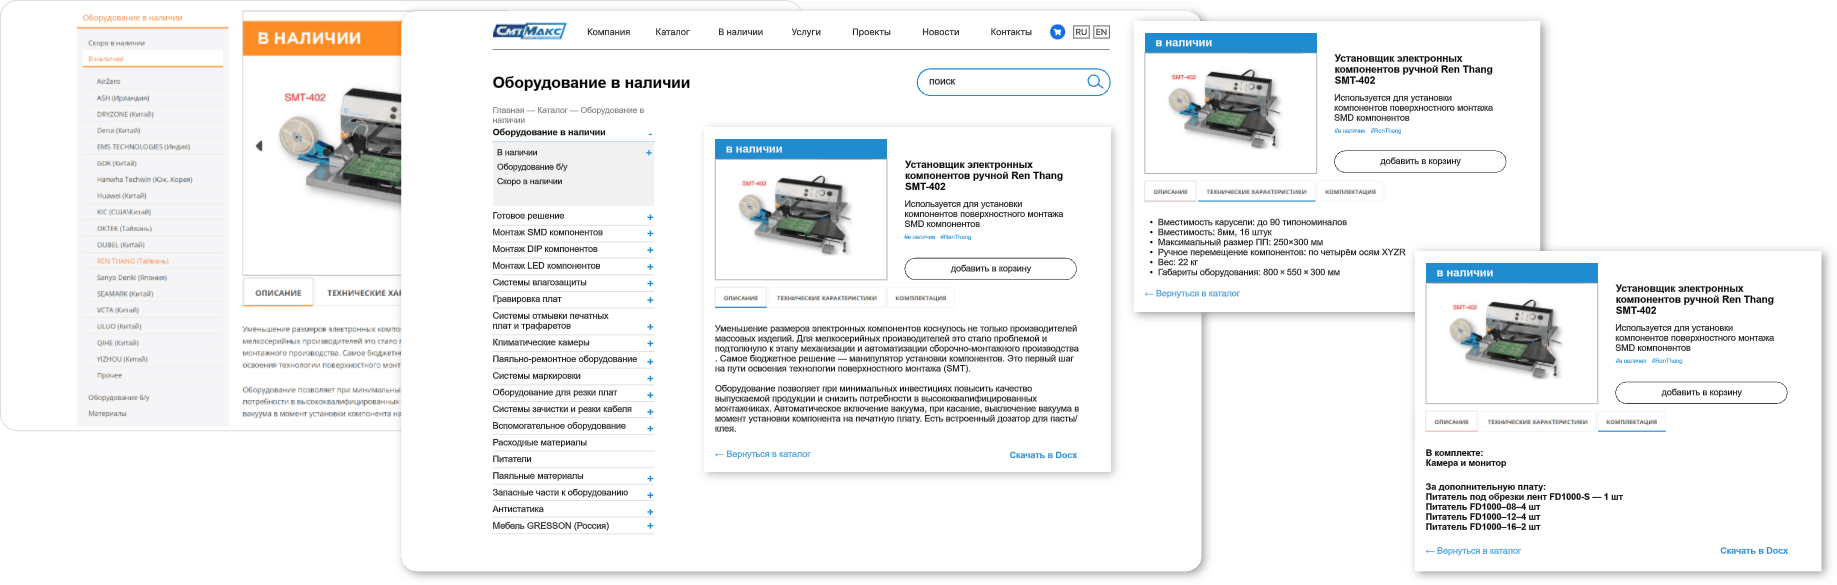 Оборудование в наличии
Скоро в наличии
В наличии
AirZero
ASH (Ирландия)
DRYZONE (Китай)
Derui (Китай)
EMS TECHNOLOGIES (Индия)
GDK (Китай)
Hanwha Techwin (Юж. Корея)
Huawei (Китай)
KIC (США\Китай)
OKTEK (Тайвань)
OUBEL (Китай)
REN THANG (Тайвань)
Sanyo Denki (Япония)
SEAMARK (Китай)
VCTA (Китай)
ULUO (Китай)
QIHE (Китай)
YIZHOU (Китай)
Прочее
Оборудование б/у
Материалы
В НАЛИЧИИ
SMT-402
ОПИСАНИЕ
ТЕХНИЧЕСКИЕ ХАР
Уменьшение размеров электронных компо
мелкосерийных производителей это стало
монтажного производства. Самое бюджетн
освоения технологии поверхностного монт
Оборудование позволяет при минимальны
потребности в высококвалифицированных
вакуума в момент установки компонента на
СмтМакс
Компания
Каталог
В наличии
Услуги
Проекты
Новости
Контакты
RU
EN
Оборудование в наличии
поиск
Главная — Каталог — Оборудование в
наличии
Оборудование в наличии -
В наличии +
Оборудование б/у
Скоро в наличии
Готовое решение +
Монтаж SMD компонентов +
Монтаж DIP компонентов +
Монтаж LED компонентов +
Системы влагозащиты +
Гравировка плат +
Системы отмывки печатных
плат и трафаретов +
Климатические камеры +
Паяльно-ремонтное оборудование +
Системы маркировки +
Оборудование для резки плат +
Системы зачистки и резки кабеля +
Вспомогательное оборудование +
Расходные материалы
Питатели
Паяльные материалы +
Запасные части к оборудованию +
Антистатика +
Мебель GRESSON (Россия) +
в наличии
SMT-402
Установщик электронных
компонентов ручной Ren Thang
SMT-402
Используется для установки
компонентов поверхностного монтажа
SMD компонентов
#в наличии #RenThang
добавить в корзину
ОПИСАНИЕ
ТЕХНИЧЕСКИЕ ХАРАКТЕРИСТИКИ
КОМПЛЕКТАЦИЯ
Уменьшение размеров электронных компонентов коснулось не только производителей
массовых изделий. Для мелкосерийных производителей это стало проблемой и
подтолкнуло к этапу механизации и автоматизации сборочно-монтажного производства
. Самое бюджетное решение — манипулятор установки компонентов. Это первый шаг
на пути освоения технологии поверхностного монтажа (SMT).
Оборудование позволяет при минимальных инвестициях повысить качество
выпускаемой продукции и снизить потребности в высококвалифицированных
монтажниках. Автоматическое включение вакуума, при касание, выключение вакуума в
момент установки компонента на печатную плату. Есть встроенный дозатор для пасты/
клея.
← Вернуться в каталог
Скачать в Docx
в наличии
SMT-402
Установщик электронных
компонентов ручной Ren Thang
SMT-402
Используется для установки
компонентов поверхностного монтажа
SMD компонентов
#в наличии #RenThang
добавить в корзину
ОПИСАНИЕ
ТЕХНИЧЕСКИЕ ХАРАКТЕРИСТИКИ
КОМПЛЕКТАЦИЯ
• Вместимость карусели: до 90 типономиналов
• Вместимость: 8мм, 16 штук
• Максимальный размер ПП: 250×300 мм
• Ручное перемещение компонентов: по четырём осям XYZR
• Вес: 22 кг
• Габариты оборудования: 800 × 550 × 300 мм
← Вернуться в каталог
в наличии
SMT-402
Установщик электронных
компонентов ручной Ren Thang
SMT-402
Используется для установки
компонентов поверхностного монтажа
SMD компонентов
#в наличии #RenThang
добавить в корзину
ОПИСАНИЕ
ТЕХНИЧЕСКИЕ ХАРАКТЕРИСТИКИ
КОМПЛЕКТАЦИЯ
В комплекте:
Камера и монитор
За дополнительную плату:
Питатель под обрезки лент FD1000-S — 1 шт
Питатель FD1000–08–4 шт
Питатель FD1000–12–4 шт
Питатель FD1000–16–2 шт
← Вернуться в каталог
Скачать в Docx